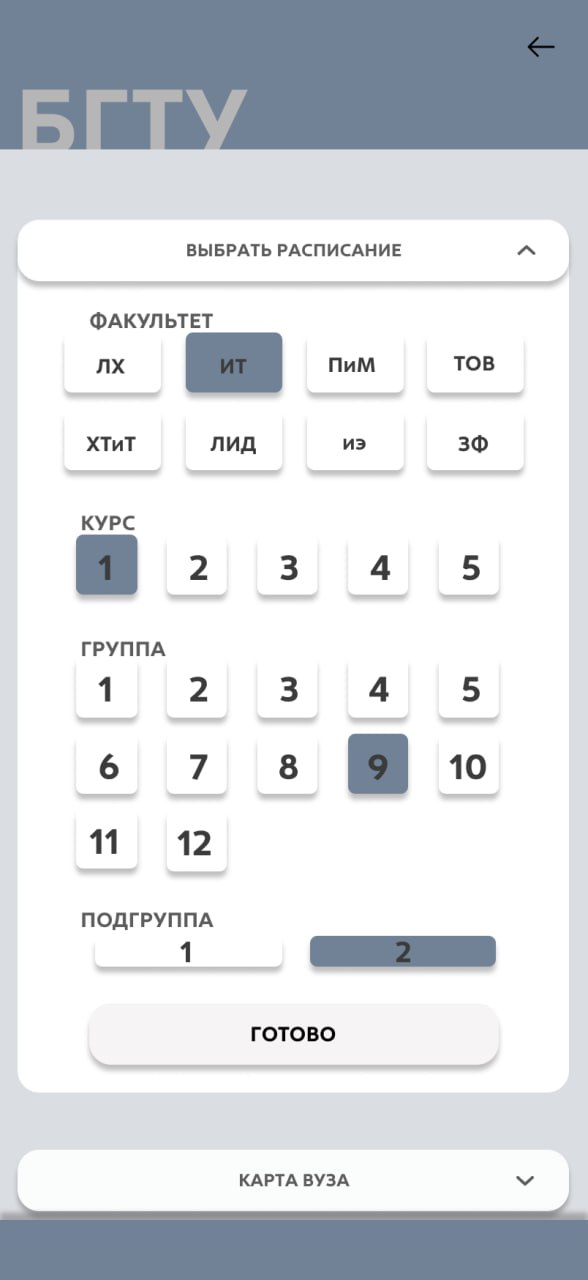 БГТУ
ВЫБРАТЬ РАСПИСАНИЕ
ФАКУЛЬТЕТ
ЛХ ИТ ПиМ ТОВ
ХТиТ ЛИД иэ ЗФ
КУРС
1 2 3 4 5
ГРУППА
1 2 3 4 5
6 7 8 9 10
11 12
ПОДГРУППА
1 2
ГОТОВО
КАРТА ВУЗА